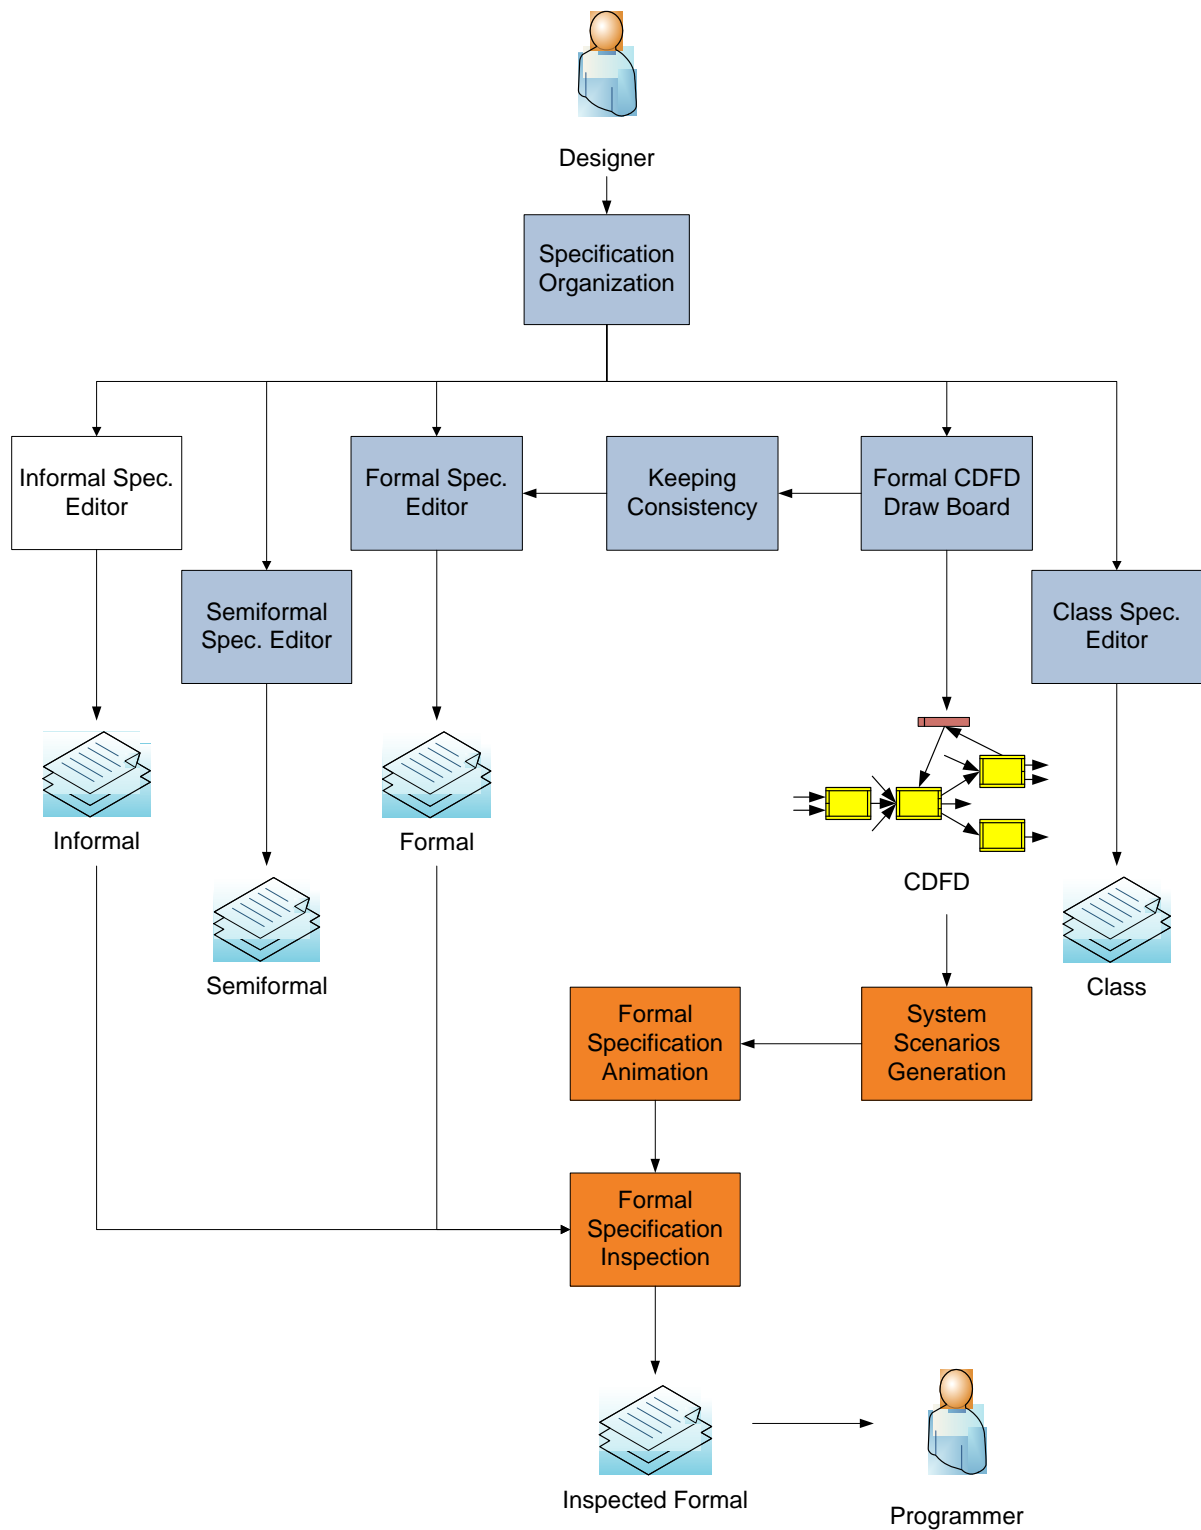 Designer
Specification
Organization
Informal Spec.
Editor
Formal Spec.
Editor
Keeping
Consistency
Formal CDFD
Draw Board
Semiformal
Spec. Editor
Class Spec.
Editor
Informal
Formal
CDFD
Semiformal
Class
Formal
Specification
Animation
System
Scenarios
Generation
Formal
Specification
Inspection
Inspected Formal
Programmer